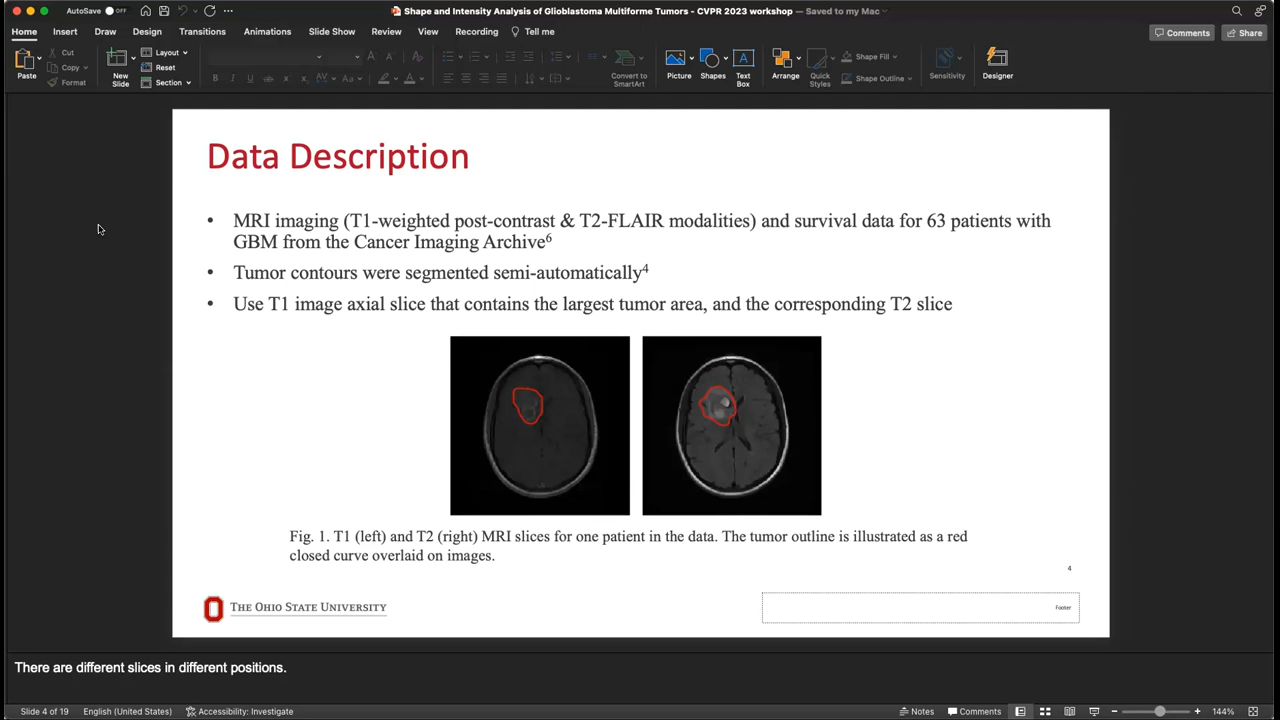 AutoSave OFF
Shape and Intensity Analysis of Glioblastoma Multiforme Tumors - CVPR 2023 workshop — Saved to my Mac
Home Insert Draw Design Transitions Animations Slide Show Review View Recording Tell me Comments Share
Paste Cut Copy Format
New Slide Layout Reset Section
B I U ab x x AV Aa A
Convert to SmartArt
Picture Shapes Text Box Arrange Quick Styles Shape Fill Shape Outline Sensitivity Designer
Data Description
• MRI imaging (T1-weighted post-contrast & T2-FLAIR modalities) and survival data for 63 patients with
GBM from the Cancer Imaging Archive⁶
• Tumor contours were segmented semi-automatically⁴
• Use T1 image axial slice that contains the largest tumor area, and the corresponding T2 slice
Fig. 1. T1 (left) and T2 (right) MRI slices for one patient in the data. The tumor outline is illustrated as a red
closed curve overlaid on images.
4
THE OHIO STATE UNIVERSITY
Footer
There are different slices in different positions.
Slide 4 of 19 English (United States) Accessibility: Investigate Notes Comments 144%